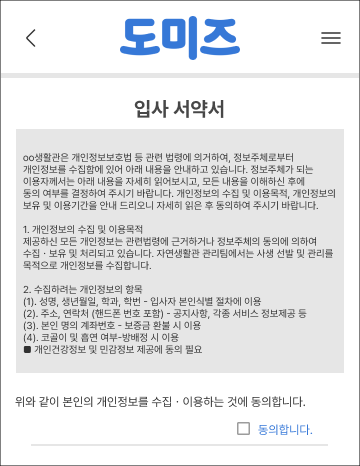 도미즈
입사 서약서
oo생활관은 개인정보보호법 등 관련 법령에 의거하여, 정보주체로부터
개인정보를 수집함에 있어 아래 내용을 안내하고 있습니다. 정보주체가 되는
이용자께서는 아래 내용을 자세히 읽어보시고, 모든 내용을 이해하신 후에
동의 여부를 결정하여 주시기 바랍니다. 개인정보의 수집 및 이용목적, 개인정보의
보유 및 이용기간을 안내 드리오니 자세히 읽은 후 동의하여 주시기 바랍니다.
1. 개인정보의 수집 및 이용목적
제공하신 모든 개인정보는 관련법령에 근거하거나 정보주체의 동의에 의하여
수집 · 보유 및 처리되고 있습니다. 자연생활관 관리팀에서는 사생 선발 및 관리를
목적으로 개인정보를 수집합니다.
2. 수집하려는 개인정보의 항목
(1). 성명, 생년월일, 학과, 학번 - 입사자 본인식별 절차에 이용
(2). 주소, 연락처 (핸드폰 번호 포함) - 공지사항, 각종 서비스 정보제공 등
(3). 본인 명의 계좌번호 - 보증금 환불 시 이용
(4). 코골이 및 흡연 여부-방배정 시 이용
■ 개인건강정보 및 민감정보 제공에 동의 필요
위와 같이 본인의 개인정보를 수집 · 이용하는 것에 동의합니다.
동의합니다.